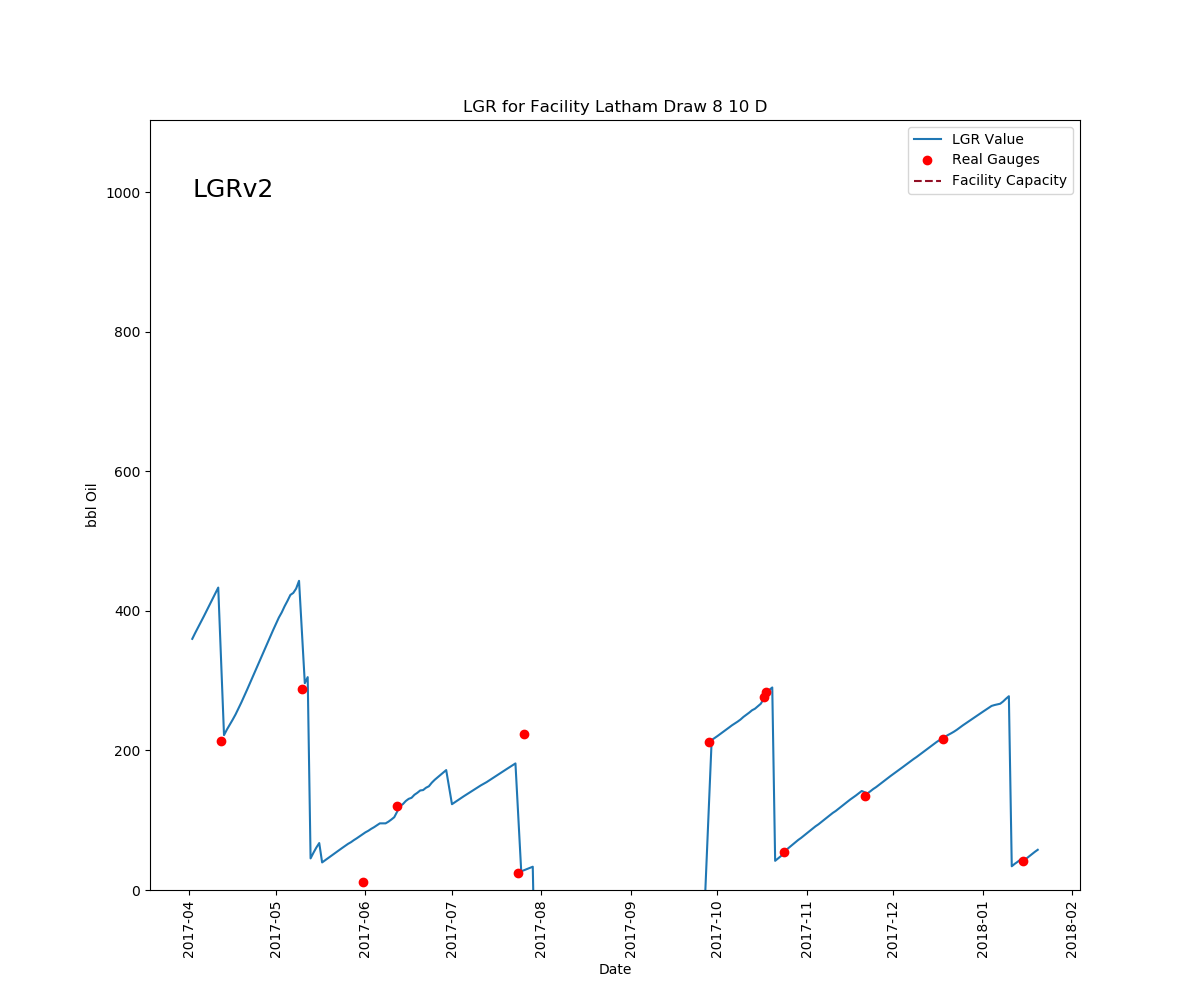 LGR for Facility Latham Draw 8 10 D
LGRv2
LGR Value
Real Gauges
Facility Capacity
1000
800
600
400
200
0
bbl Oil
2017-04
2017-05
2017-06
2017-07
2017-08
2017-09
2017-10
2017-11
2017-12
2018-01
2018-02
Date